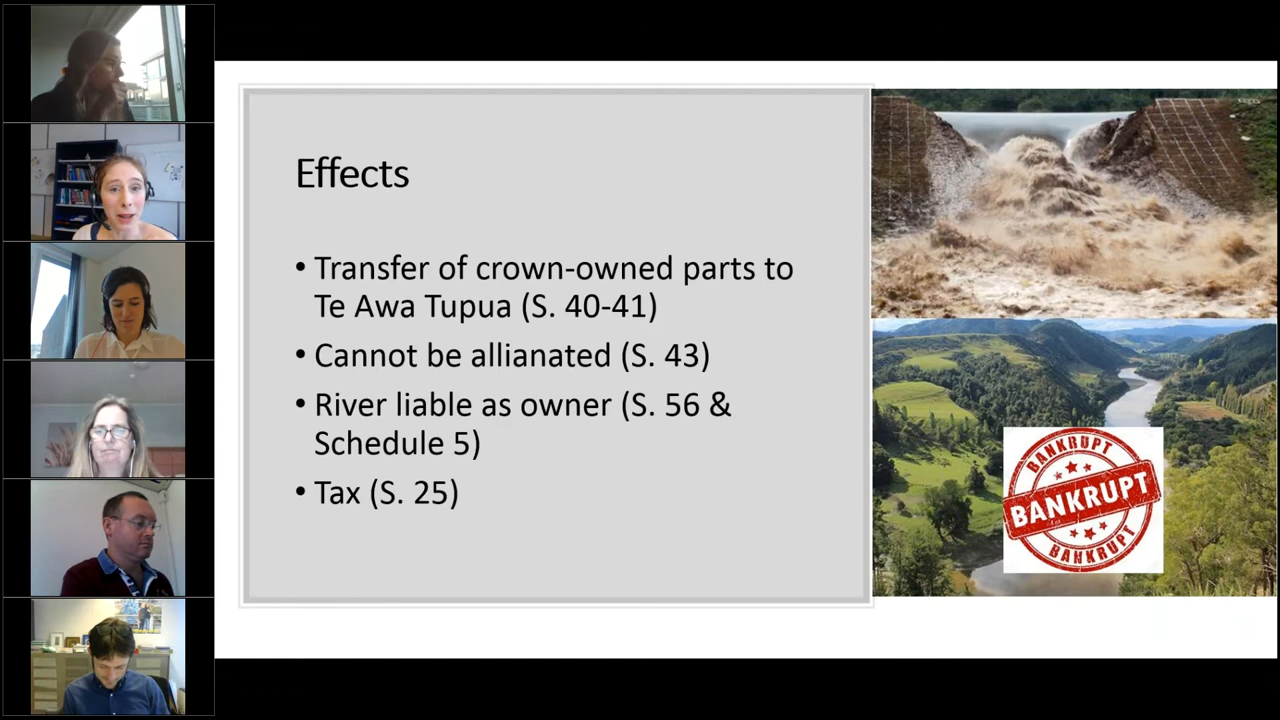 Effects
• Transfer of crown-owned parts to
Te Awa Tupua (S. 40-41)
• Cannot be allianated (S. 43)
• River liable as owner (S. 56 &
Schedule 5)
• Tax (S. 25)
BANKRUPT
BANKRUPT
BANKRUPT